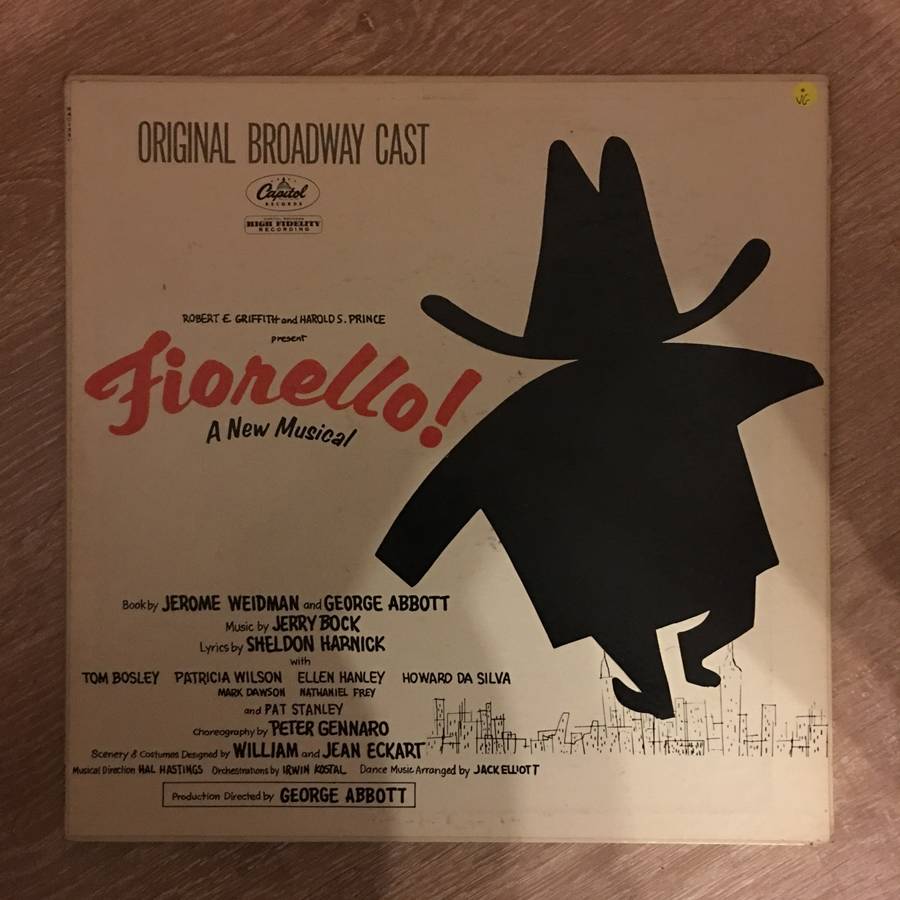 VG
ORIGINAL BROADWAY CAST
Capitol
RECORDS
HIGH FIDELITY
RECORDING
ROBERT E. GRIFFITH and HAROLD S. PRINCE
present
Fiorello!
A New Musical
Book by JEROME WEIDMAN and GEORGE ABBOTT
Music by JERRY BOCK
Lyrics by SHELDON HARNICK
with
TOM BOSLEY PATRICIA WILSON ELLEN HANLEY HOWARD DA SILVA
MARK DAWSON NATHANIEL FREY
and PAT STANLEY
Choreography by PETER GENNARO
Scenery & Costumes Designed by WILLIAM and JEAN ECKART
Musical Direction HAL HASTINGS Orchestrations by IRWIN KOSTAL Dance Music Arranged by JACK ELLIOTT
Production Directed by GEORGE ABBOTT